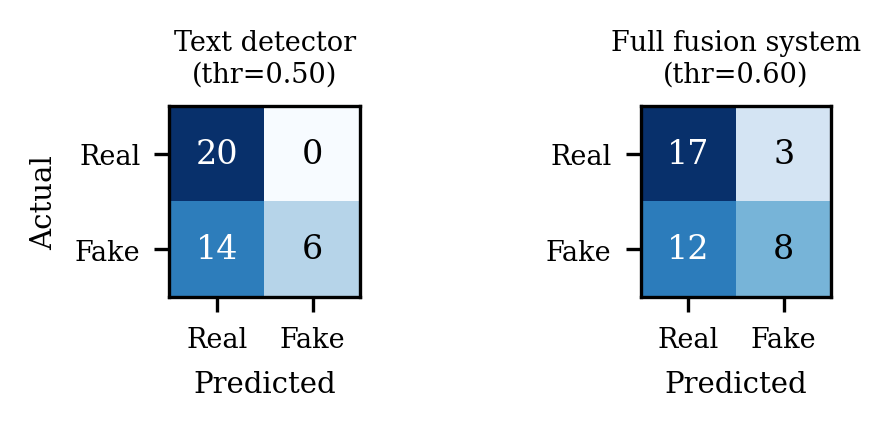 Text detector
(thr=0.50)
Actual
Real
Fake
20 0
14 6
Real Fake
Predicted
Full fusion system
(thr=0.60)
Real
Fake
17 3
12 8
Real Fake
Predicted